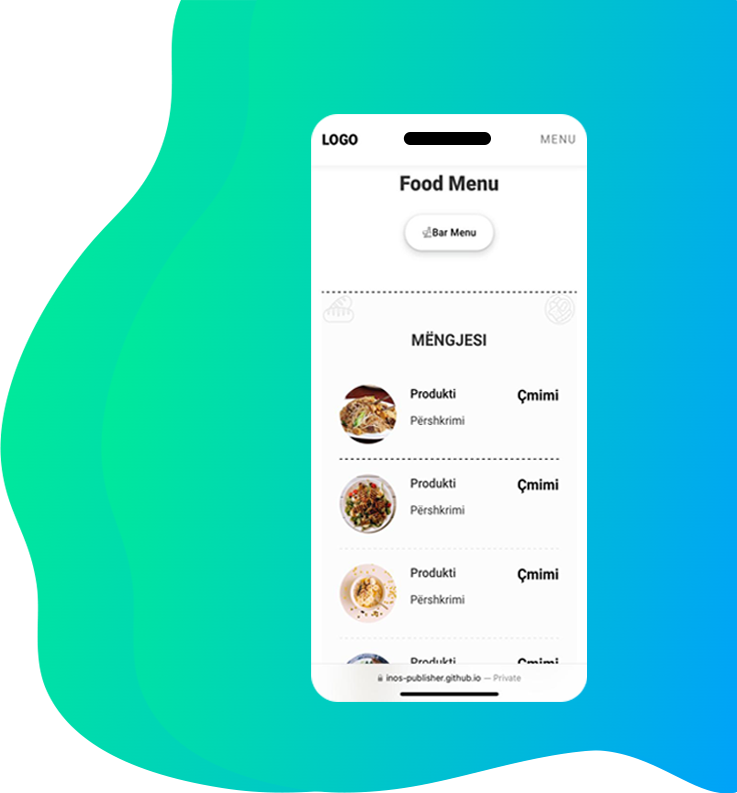 LOGO MENU
Food Menu
Bar Menu
MËNGJESI
Produkti Çmimi
Përshkrimi
Produkti Çmimi
Përshkrimi
Produkti Çmimi
Përshkrimi
Produkti Çmimi
inos-publisher.github.io — Private